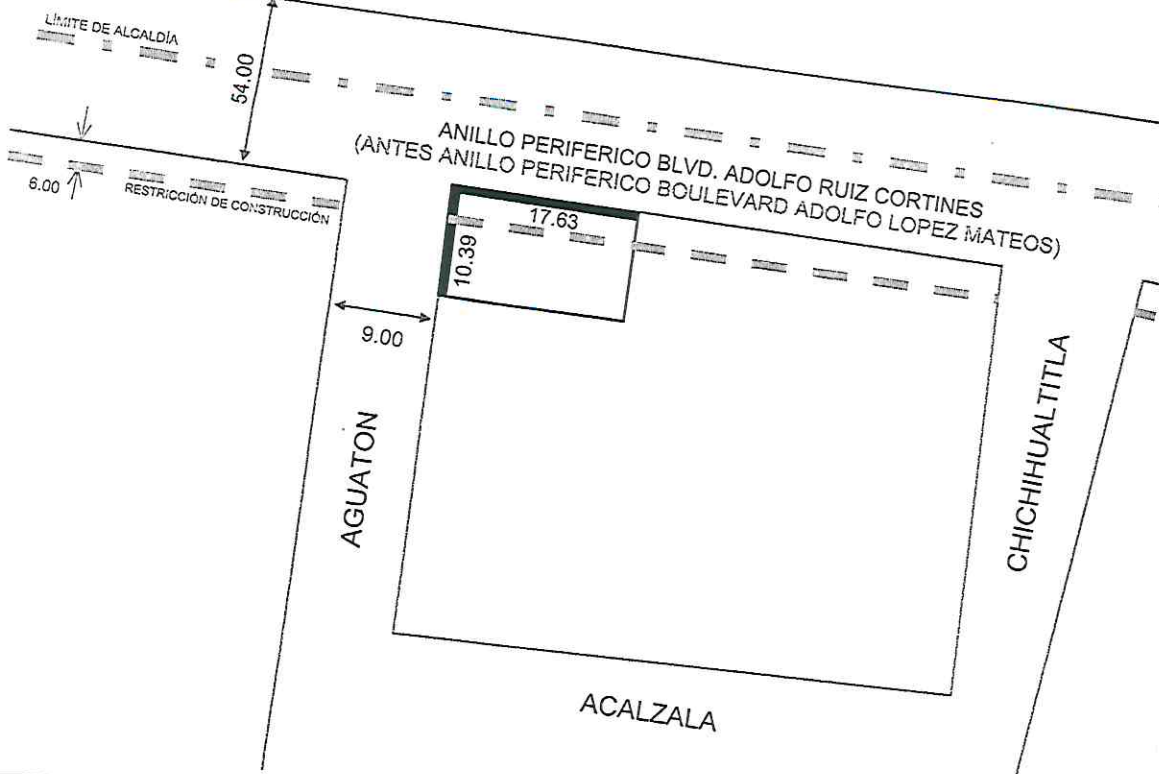 LÍMITE DE ALCALDÍA
54.00
ANILLO PERIFERICO BLVD. ADOLFO RUIZ CORTINES
(ANTES ANILLO PERIFERICO BOULEVARD ADOLFO LOPEZ MATEOS)
6.00
RESTRICCIÓN DE CONSTRUCCIÓN
17.63
10.39
9.00
AGUATON
CHICHIHUALTITLA
ACALZALA